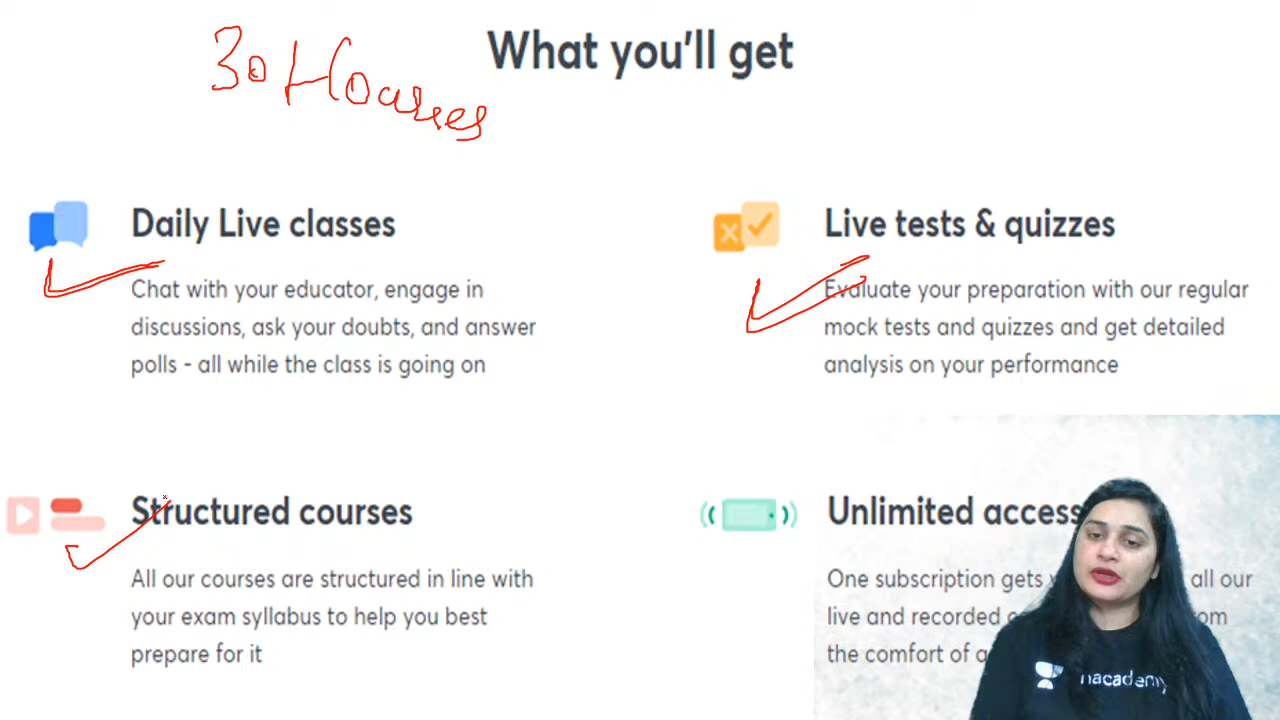 What you'll get
Daily Live classes
Chat with your educator, engage in
discussions, ask your doubts, and answer
polls - all while the class is going on
Live tests & quizzes
Evaluate your preparation with our regular
mock tests and quizzes and get detailed
analysis on your performance
Structured courses
All our courses are structured in line with
your exam syllabus to help you best
prepare for it
Unlimited access
One subscription gets all our
live and recorded
the comfort of
nacademy